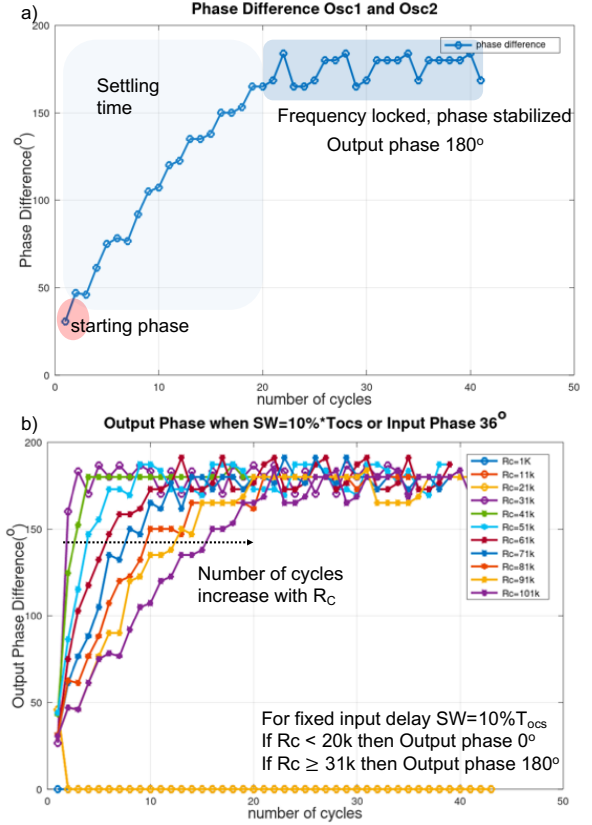 a)
Phase Difference Osc1 and Osc2
200
150
100
50
0
Phase Difference(°)
phase difference
Settling
time
Frequency locked, phase stabilized
Output phase 180°
starting phase
0 10 20 30 40 50
number of cycles
b)
Output Phase when SW=10%*Tocs or Input Phase 36°
200
150
100
50
0
Output Phase Difference(°)
Rc=1K
Rc=11k
Rc=21k
Rc=31k
Rc=41k
Rc=51k
Rc=61k
Rc=71k
Rc=81k
Rc=91k
Rc=101k
Number of cycles
increase with R_C
For fixed input delay SW=10%T_ocs
If Rc < 20k then Output phase 0°
If Rc ≥ 31k then Output phase 180°
0 10 20 30 40 50
number of cycles